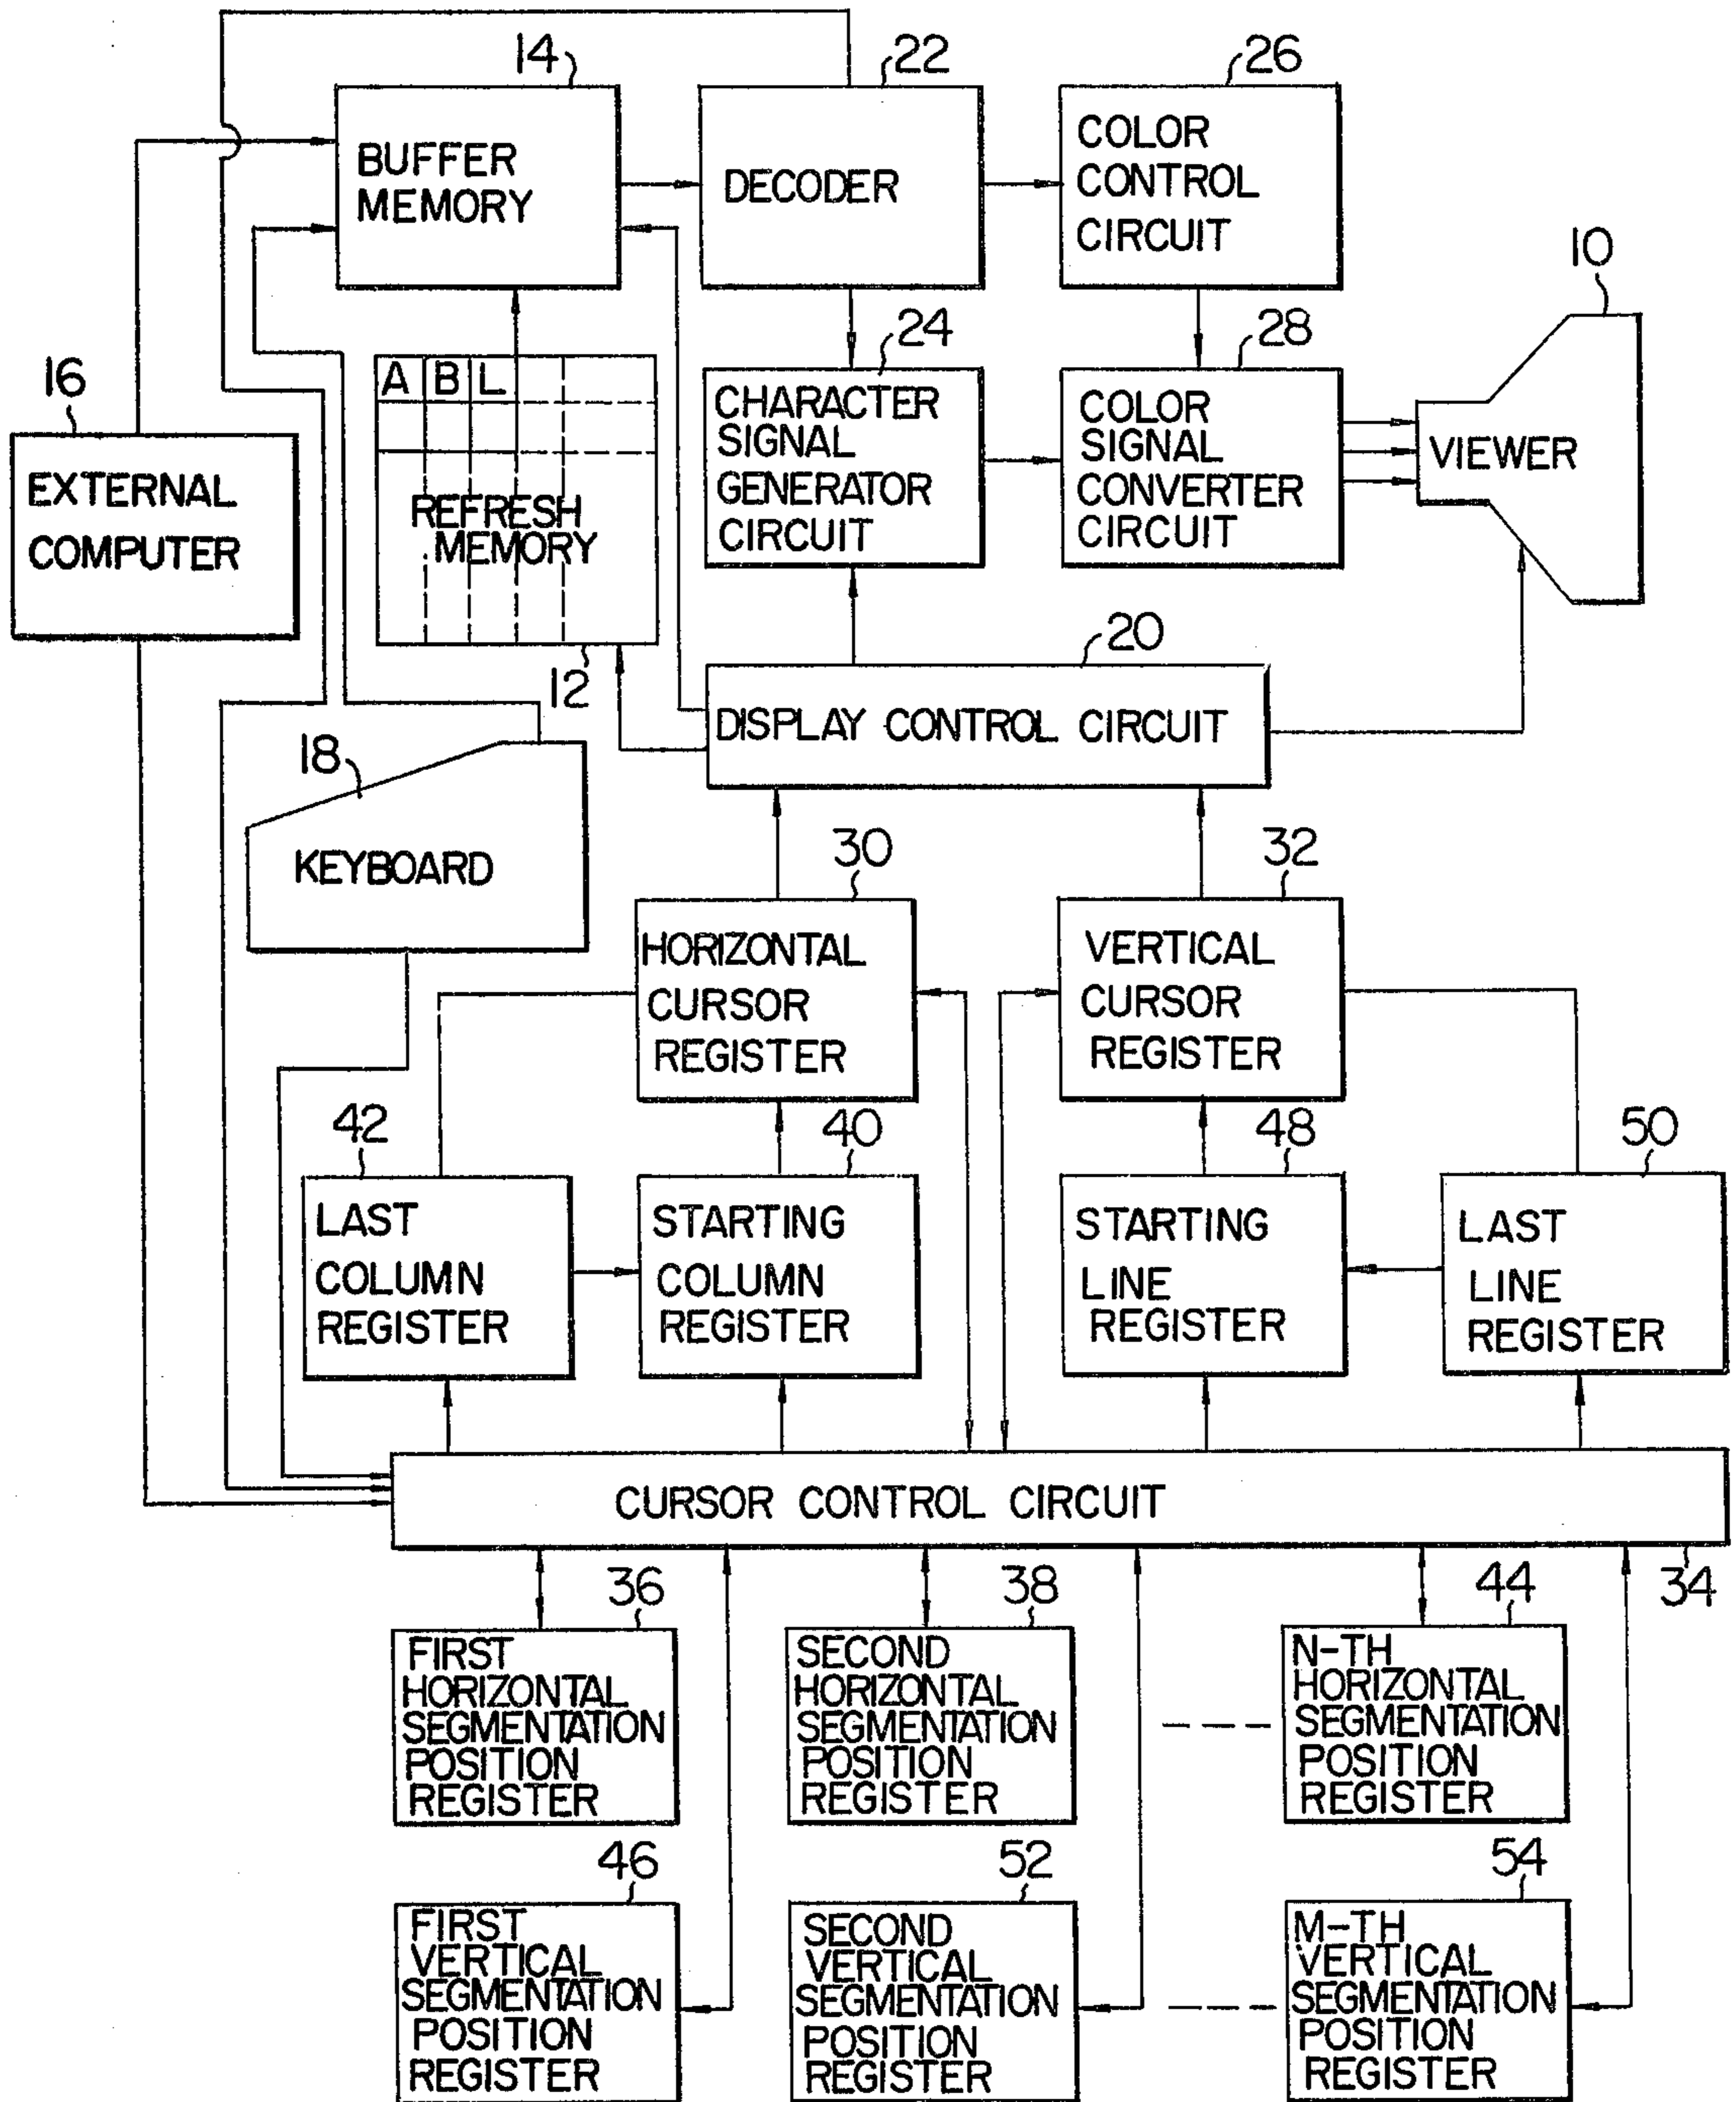 14
22
26
BUFFER
MEMORY
DECODER
COLOR
CONTROL
CIRCUIT
10
16
24
28
A B L
REFRESH
MEMORY
CHARACTER
SIGNAL
GENERATOR
CIRCUIT
COLOR
SIGNAL
CONVERTER
CIRCUIT
VIEWER
EXTERNAL
COMPUTER
12
20
DISPLAY CONTROL CIRCUIT
18
KEYBOARD
30
32
HORIZONTAL
CURSOR
REGISTER
VERTICAL
CURSOR
REGISTER
42
40
48
50
LAST
COLUMN
REGISTER
STARTING
COLUMN
REGISTER
STARTING
LINE
REGISTER
LAST
LINE
REGISTER
CURSOR CONTROL CIRCUIT
36
38
44
34
FIRST
HORIZONTAL
SEGMENTATION
POSITION
REGISTER
SECOND
HORIZONTAL
SEGMENTATION
POSITION
REGISTER
N-TH
HORIZONTAL
SEGMENTATION
POSITION
REGISTER
46
52
54
FIRST
VERTICAL
SEGMENTATION
POSITION
REGISTER
SECOND
VERTICAL
SEGMENTATION
POSITION
REGISTER
M-TH
VERTICAL
SEGMENTATION
POSITION
REGISTER